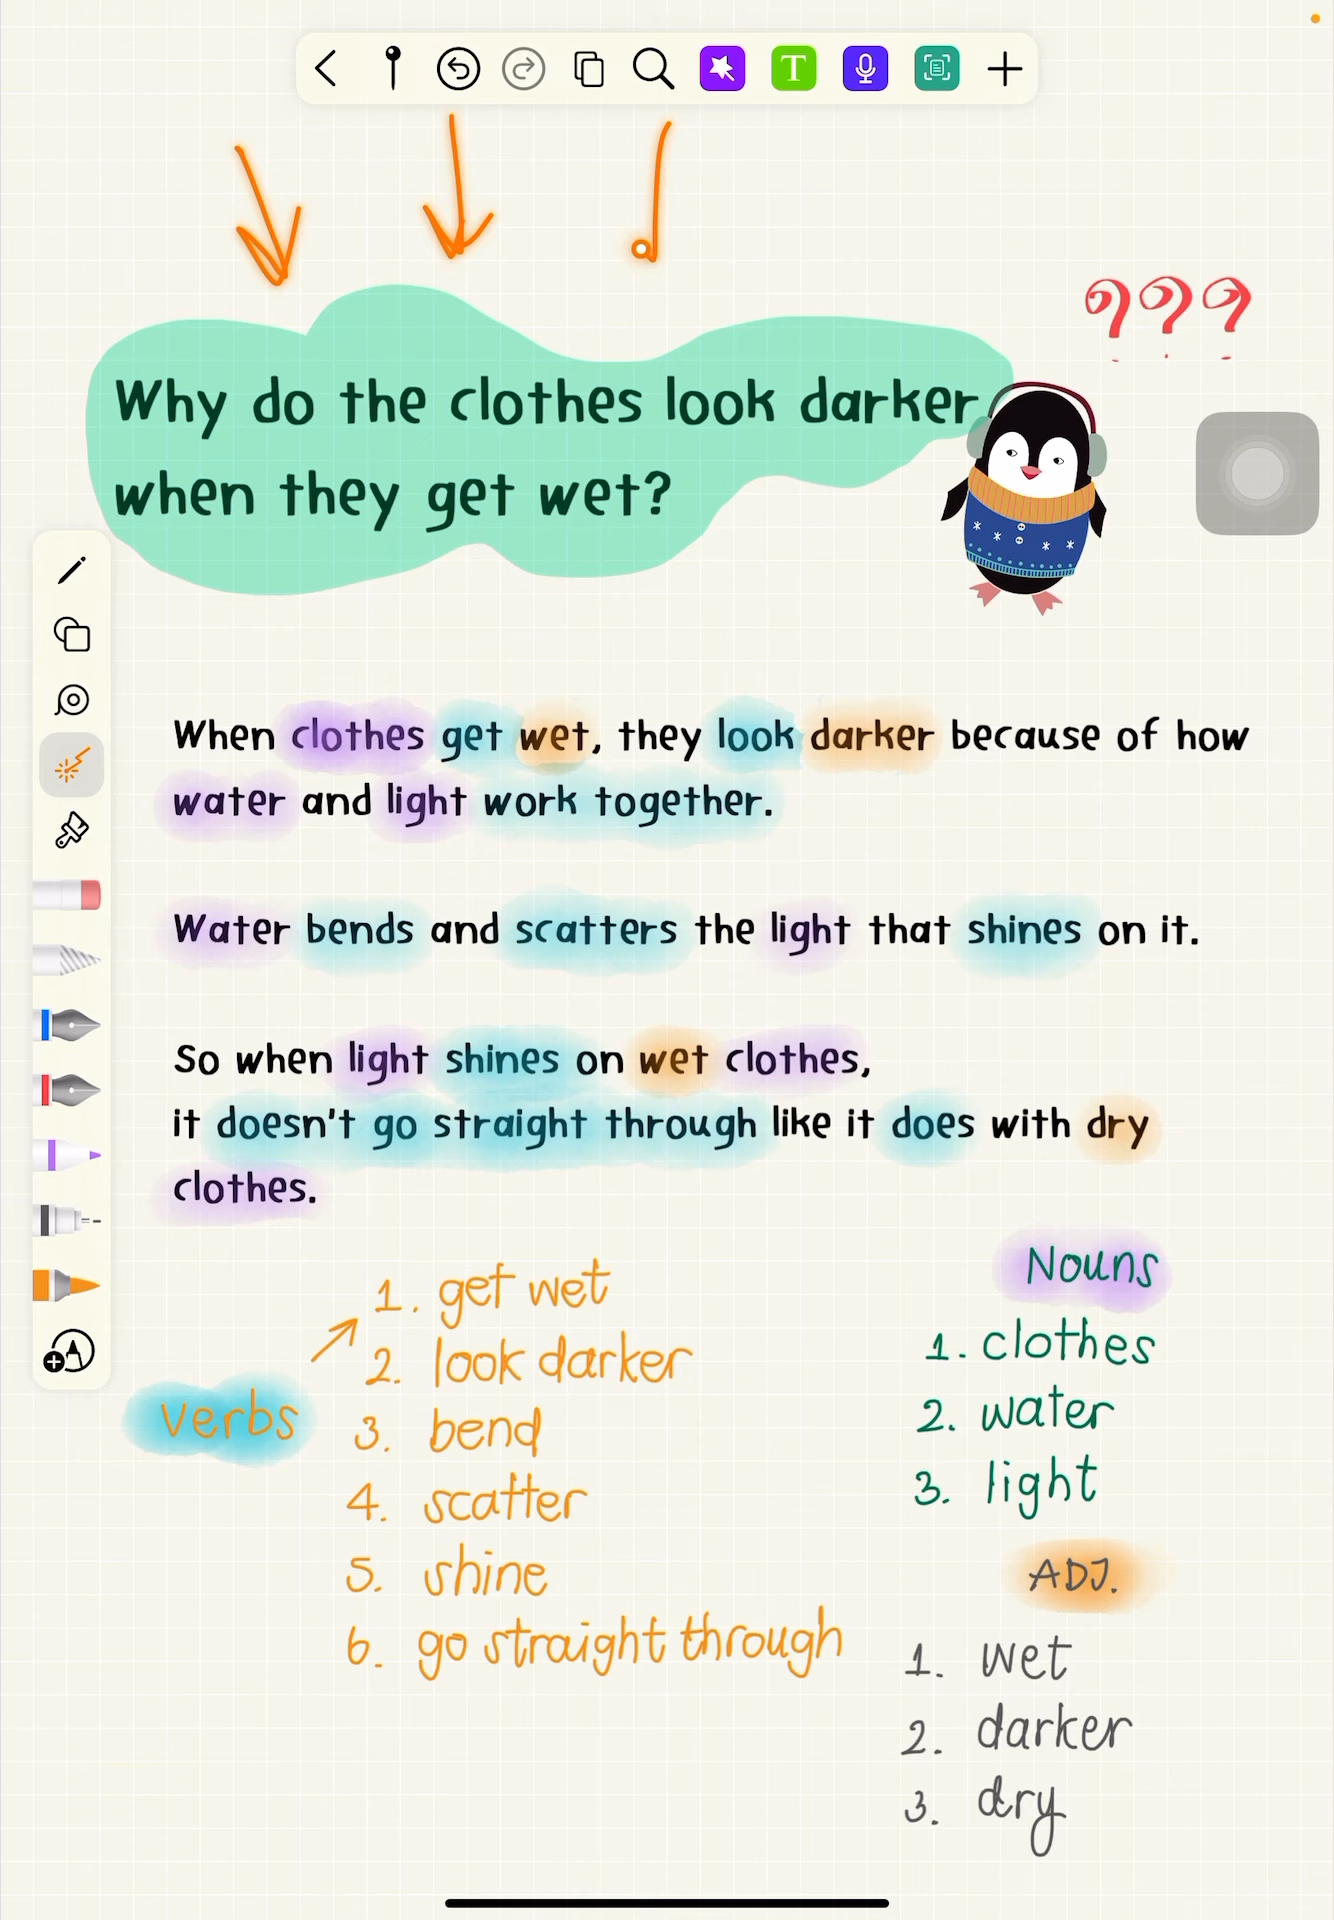 T
???
Why do the clothes look darker
when they get wet?
When clothes get wet, they look darker because of how
water and light work together.
Water bends and scatters the light that shines on it.
So when light shines on wet clothes,
it doesn't go straight through like it does with dry
clothes.
Verbs
1. get wet
2. look darker
3. bend
4. scatter
5. shine
6. go straight through
Nouns
1. clothes
2. water
3. light
ADJ.
1. wet
2. darker
3. dry